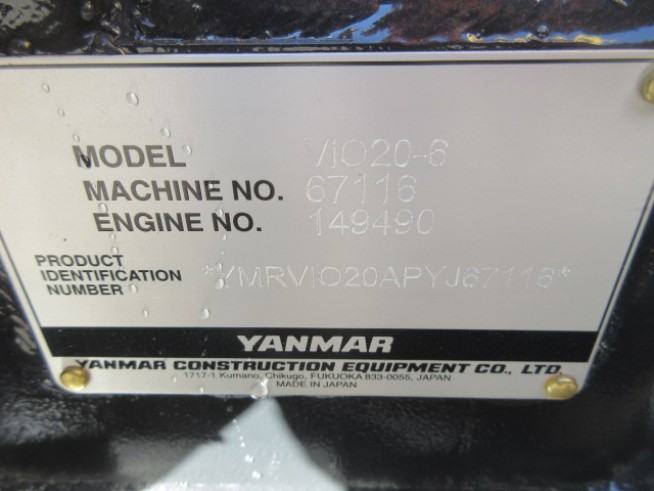 MODEL ViO20-6
MACHINE NO. 67116
ENGINE NO. 149490
PRODUCT
IDENTIFICATION *YMRVIO20APYJ67116*
NUMBER
YANMAR
YANMAR CONSTRUCTION EQUIPMENT CO., LTD.
1717-1 Kumano, Chikugo, FUKUOKA 833-0055, JAPAN
MADE IN JAPAN